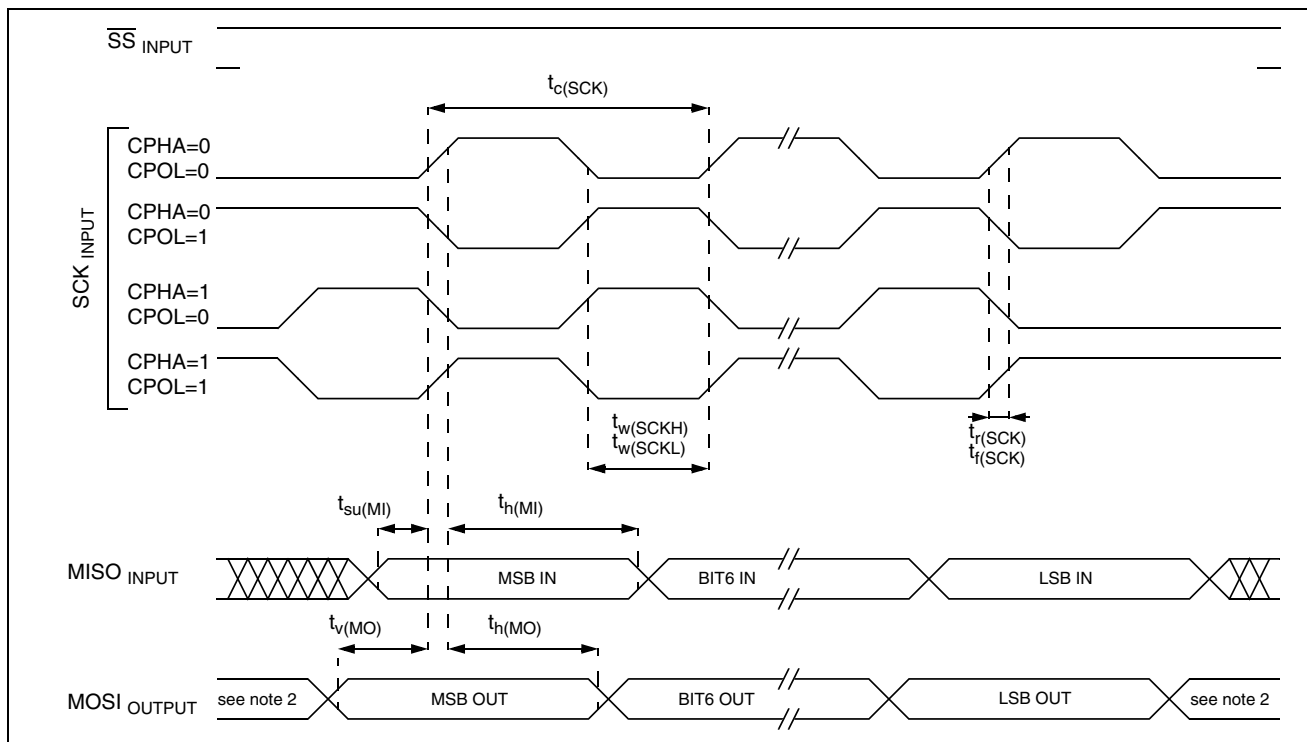 SS INPUT
tc(SCK)
SCK INPUT
CPHA=0
CPOL=0
CPHA=0
CPOL=1
CPHA=1
CPOL=0
CPHA=1
CPOL=1
tw(SCKH)
tw(SCKL)
tr(SCK)
tf(SCK)
tsu(MI)
th(MI)
MISO INPUT
MSB IN
BIT6 IN
LSB IN
tv(MO)
th(MO)
MOSI OUTPUT
see note 2
MSB OUT
BIT6 OUT
LSB OUT
see note 2